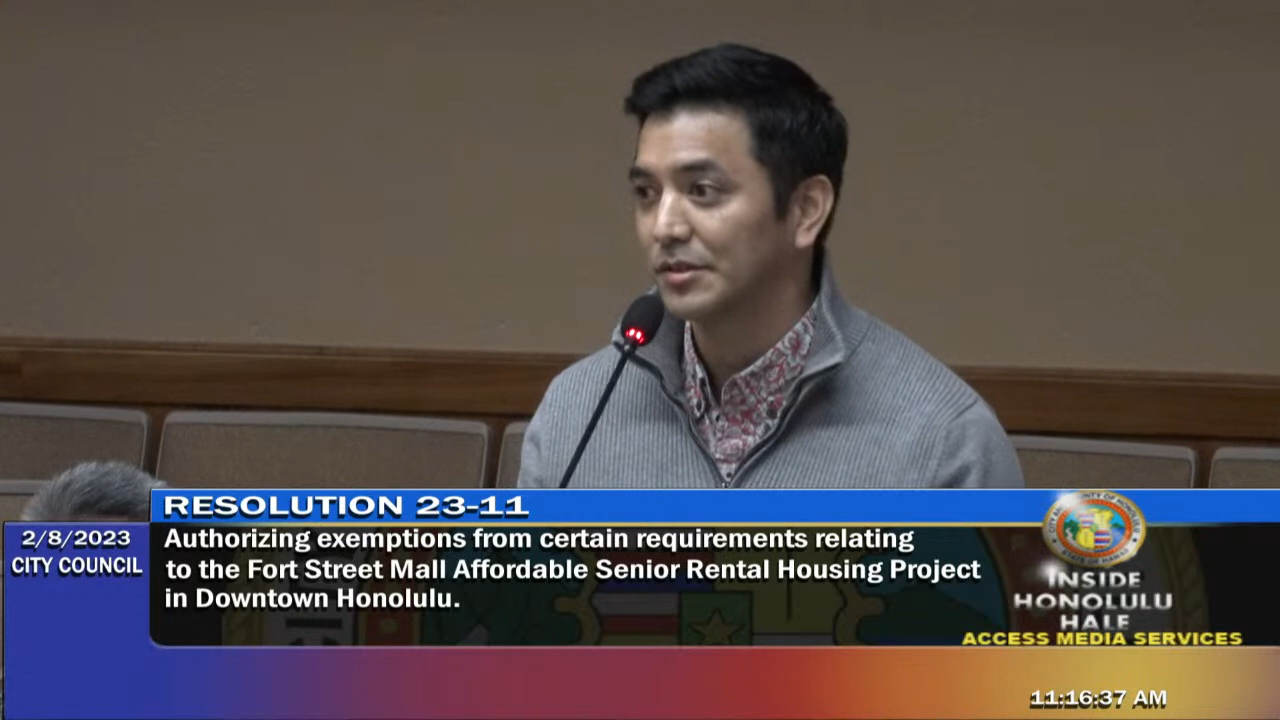 RESOLUTION 23-11
2/8/2023
CITY COUNCIL
Authorizing exemptions from certain requirements relating
to the Fort Street Mall Affordable Senior Rental Housing Project
in Downtown Honolulu.
INSIDE
HONOLULU
HALE
ACCESS MEDIA SERVICES
11:16:37 AM